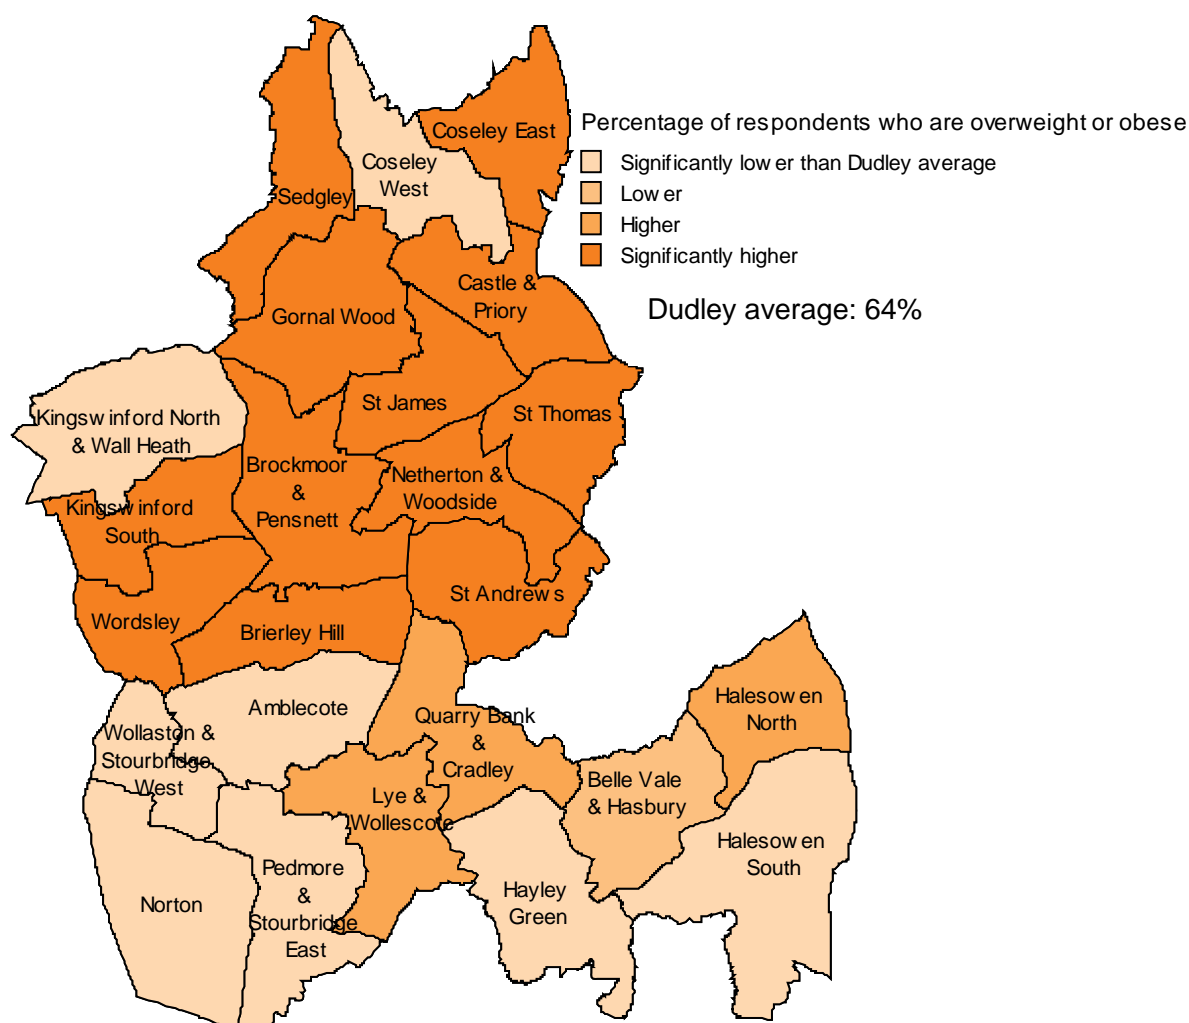 Percentage of respondents who are overweight or obese
Significantly lower than Dudley average
Lower
Higher
Significantly higher
Dudley average: 64%
Coseley East
Coseley
West
Sedgley
Castle &
Priory
Gornal Wood
St James
St Thomas
Kingswinford North
& Wall Heath
Brockmoor
&
Pensnett
Netherton &
Woodside
Kingswinford
South
St Andrews
Wordsley
Brierley Hill
Amblecote
Quarry Bank
&
Cradley
Halesowen
North
Wollaston &
Stourbridge
West
Belle Vale
& Hasbury
Lye &
Wollescote
Halesowen
South
Pedmore
&
Stourbridge
East
Hayley
Green
Norton